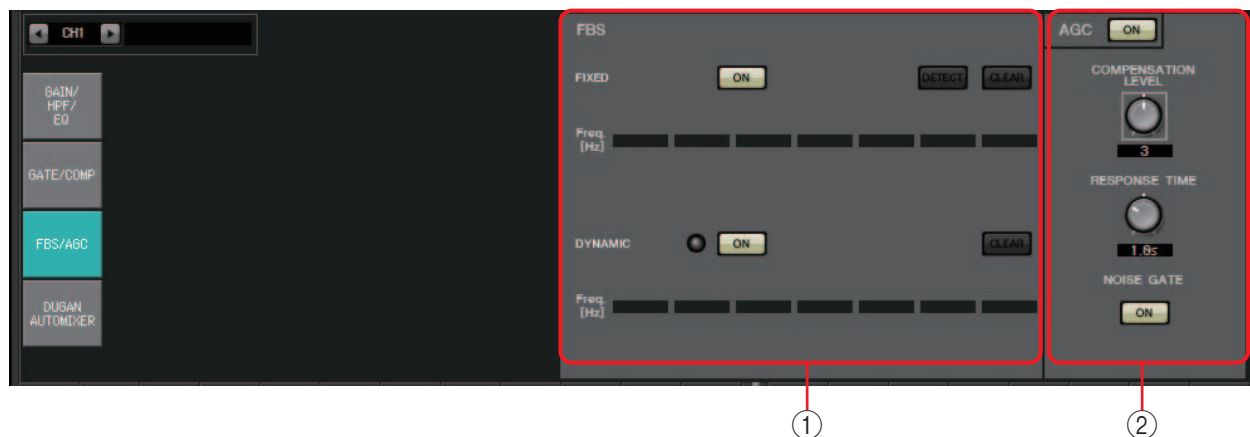 CH1
GAIN/
HPF/
EQ
GATE/COMP
FBS/AGC
DUGAN
AUTOMIXER
FBS
FIXED ON DETECT CLEAR
Freq.
[Hz]
DYNAMIC ON CLEAR
Freq.
[Hz]
AGC ON
COMPENSATION
LEVEL
3
RESPONSE TIME
1.0s
NOISE GATE
ON
1
2